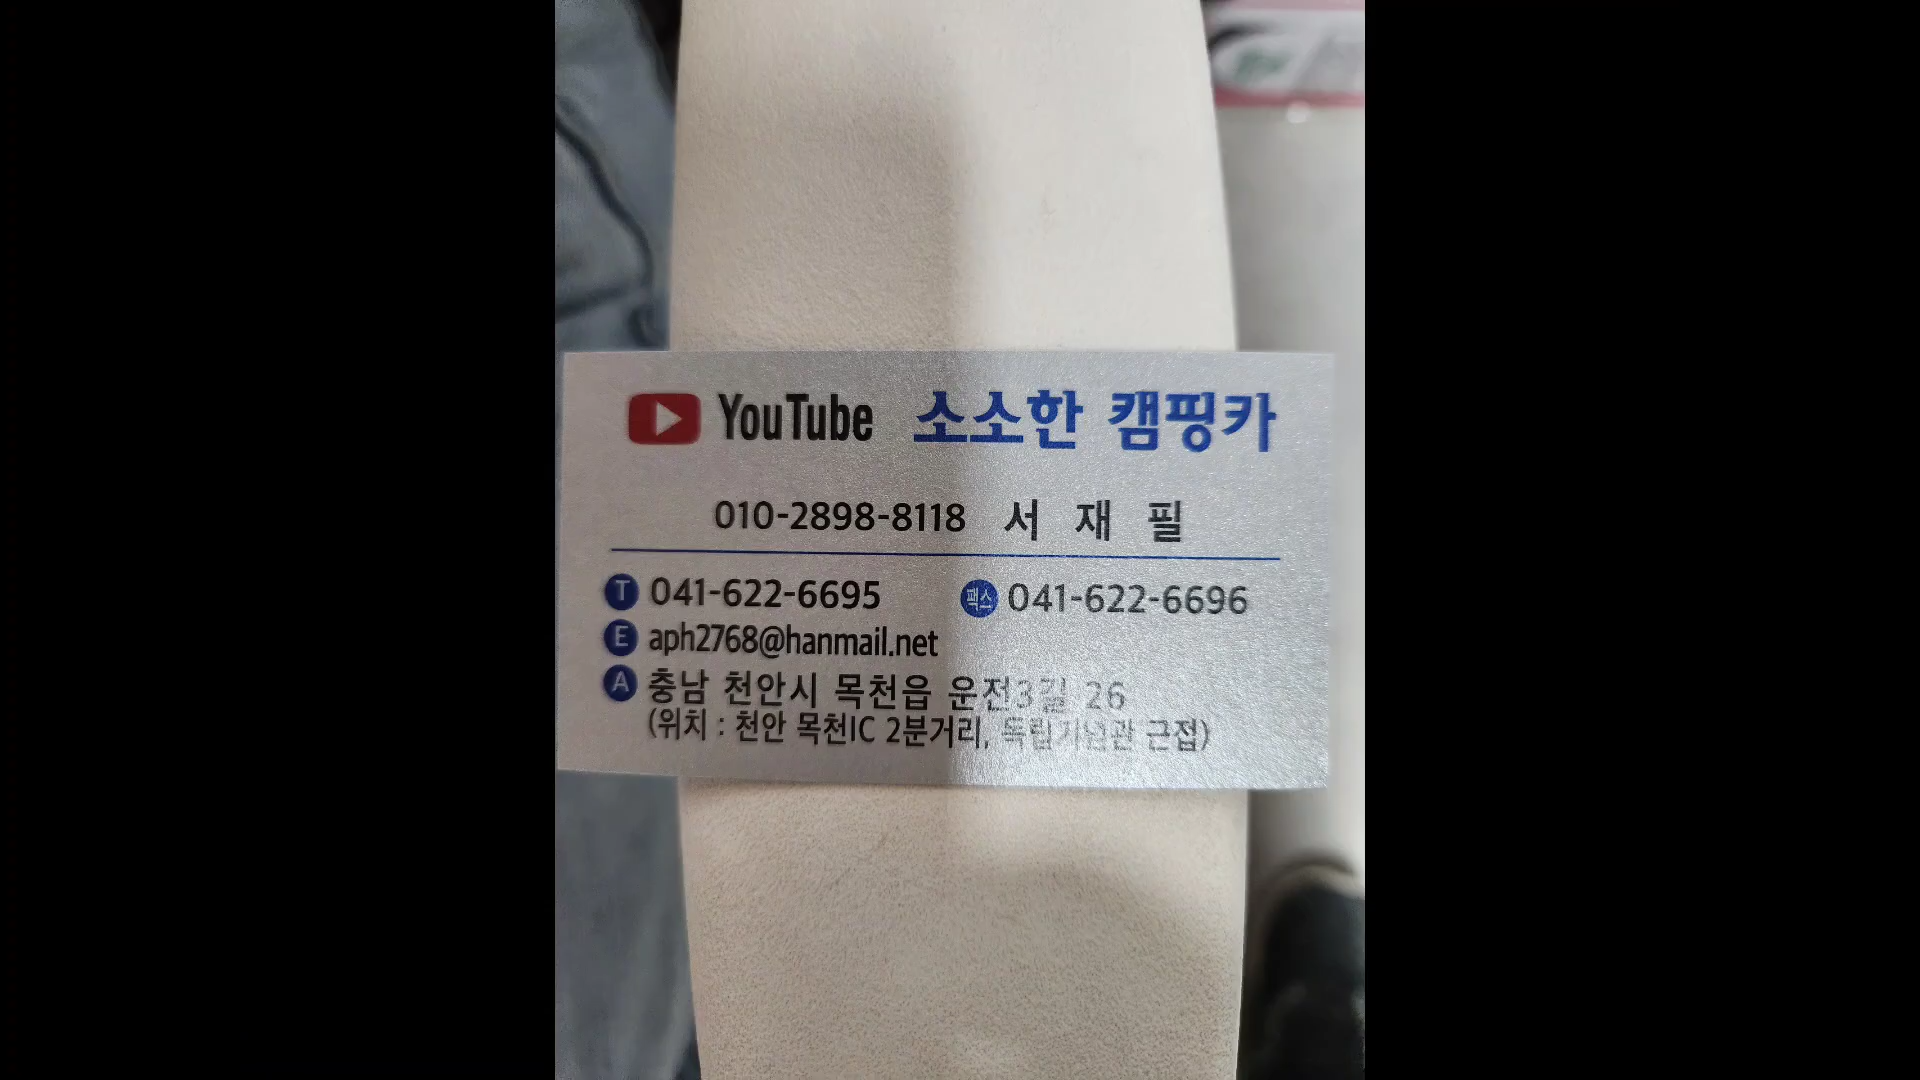 YouTube 소소한 캠핑카
010-2898-8118 서 재 필
T 041-622-6695 팩스 041-622-6696
E aph2768@hanmail.net
A 충남 천안시 목천읍 운전3길 26
(위치 : 천안 목천IC 2분거리, 독립기념관 근접)